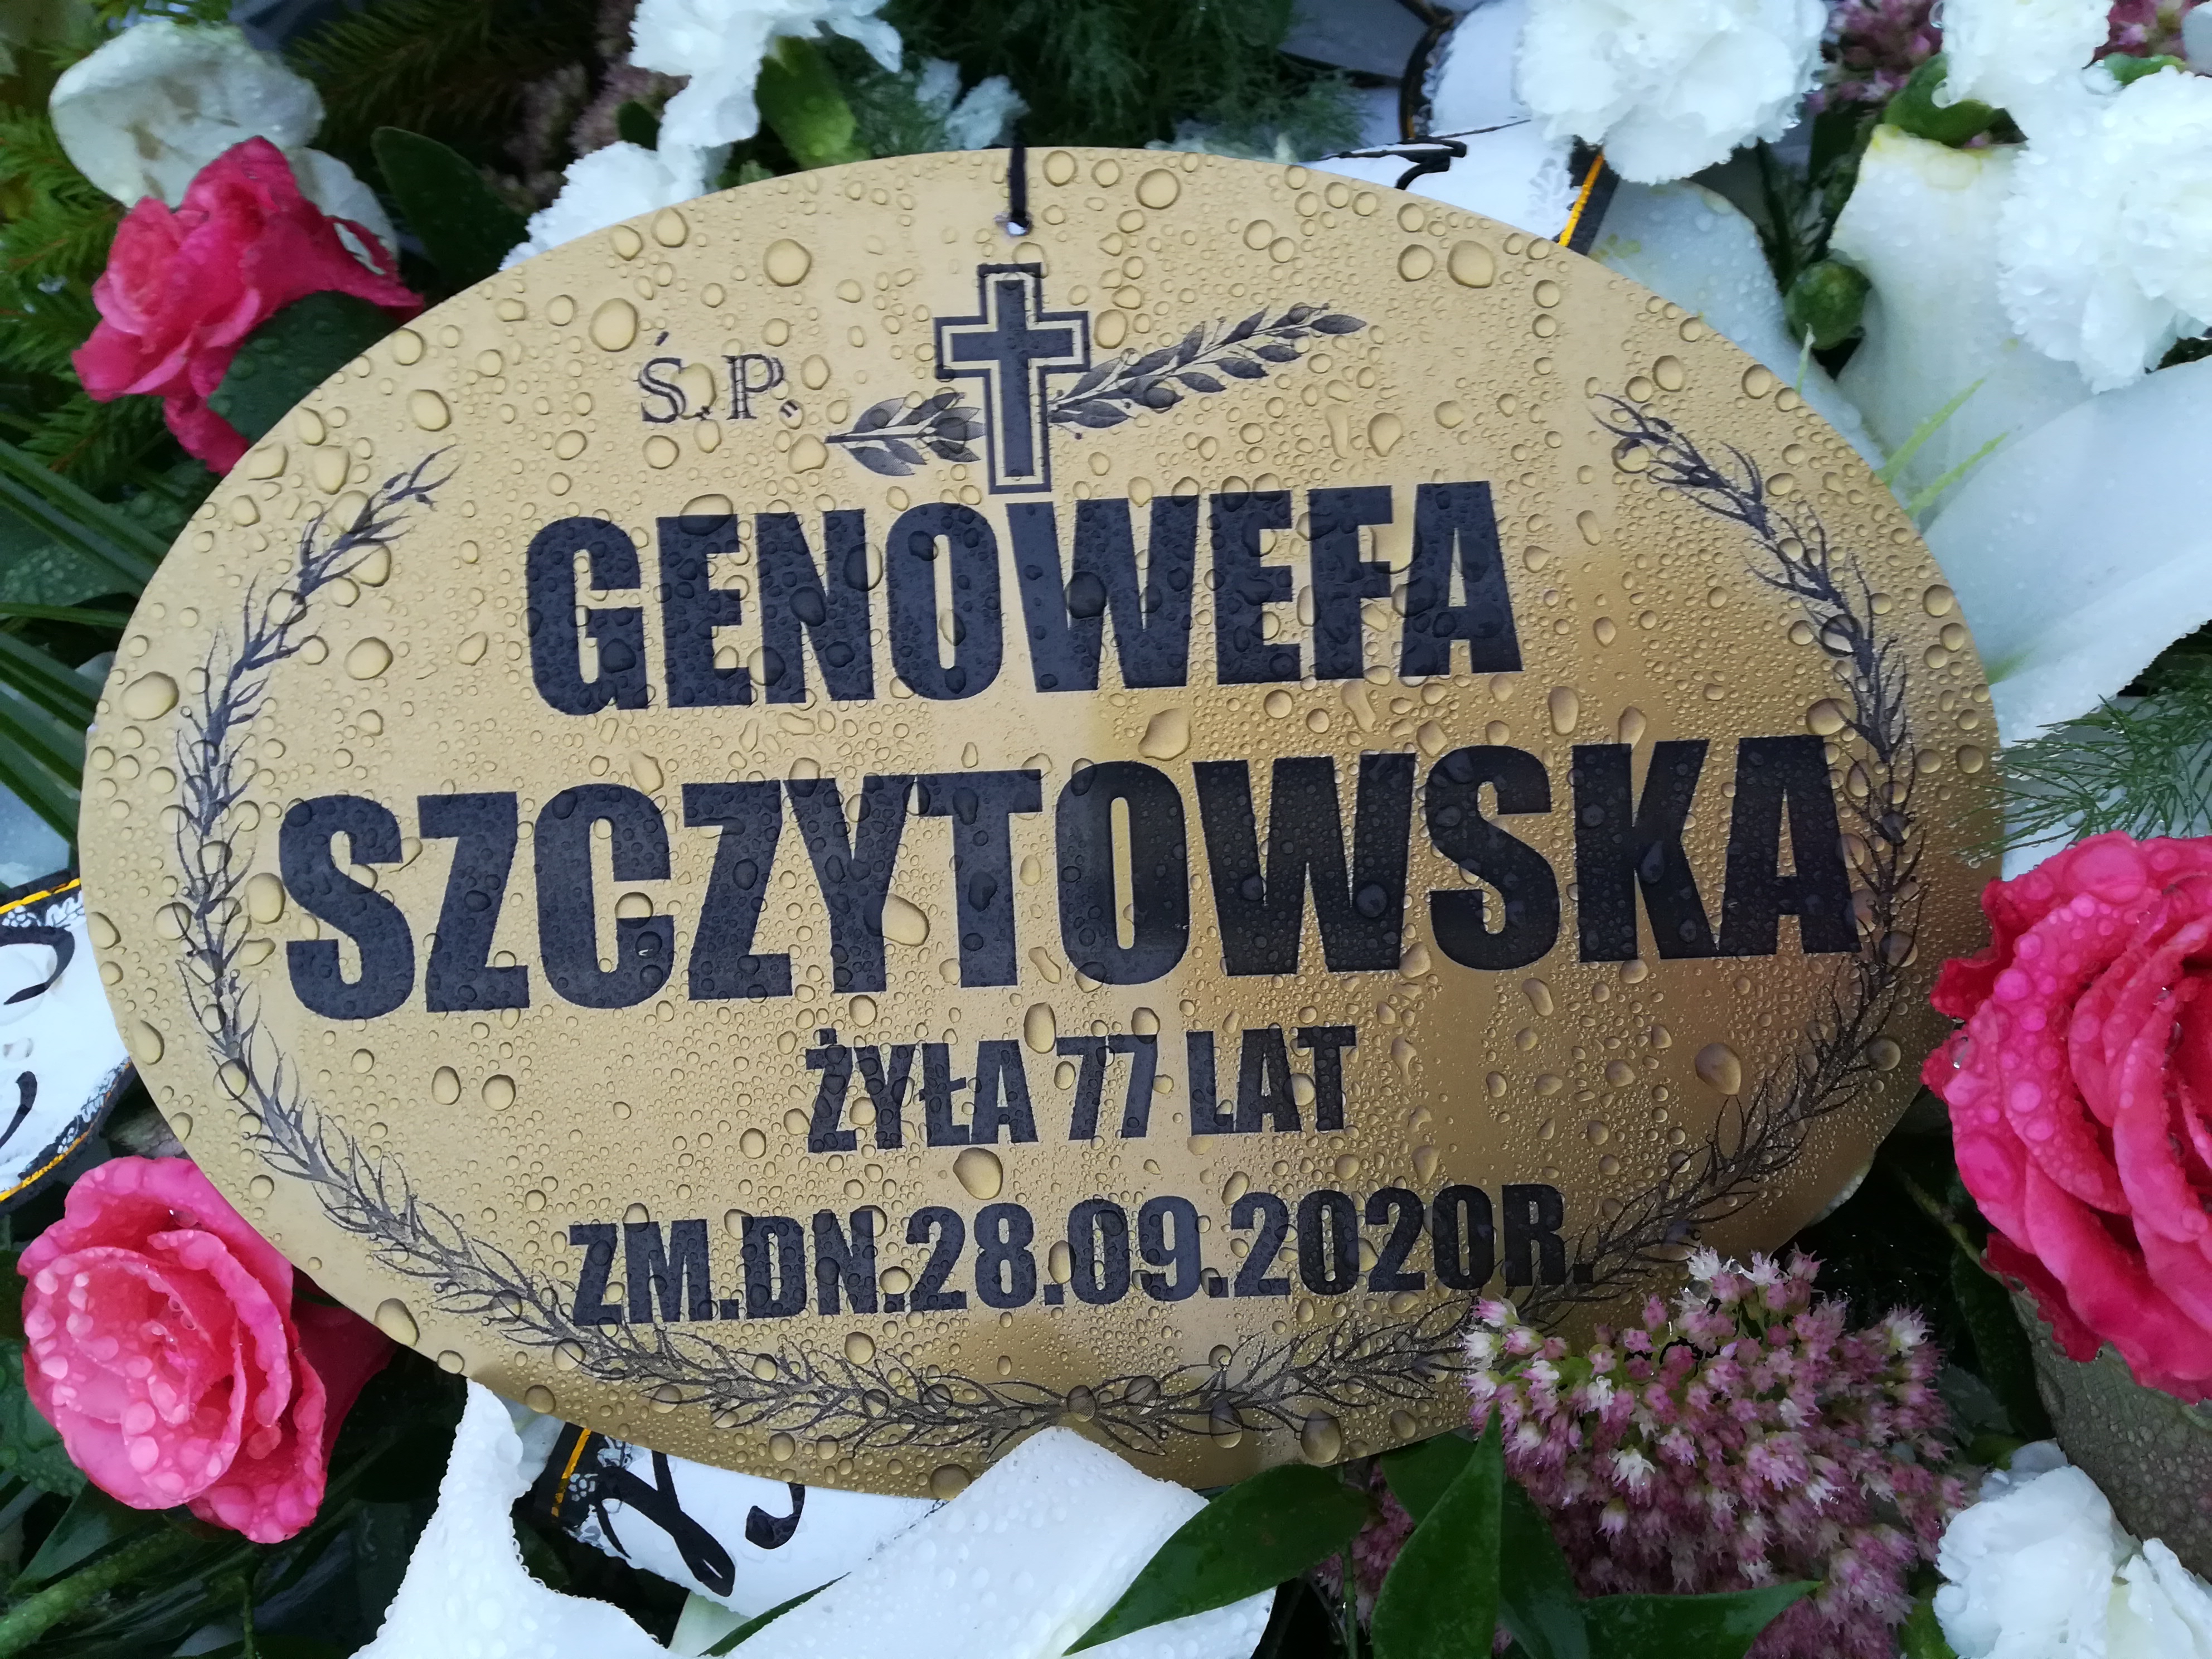 Ś.P.
GENOWEFA
SZCZYTOWSKA
ŻYŁA 77 LAT
ZM.DN.28.09.2020R.